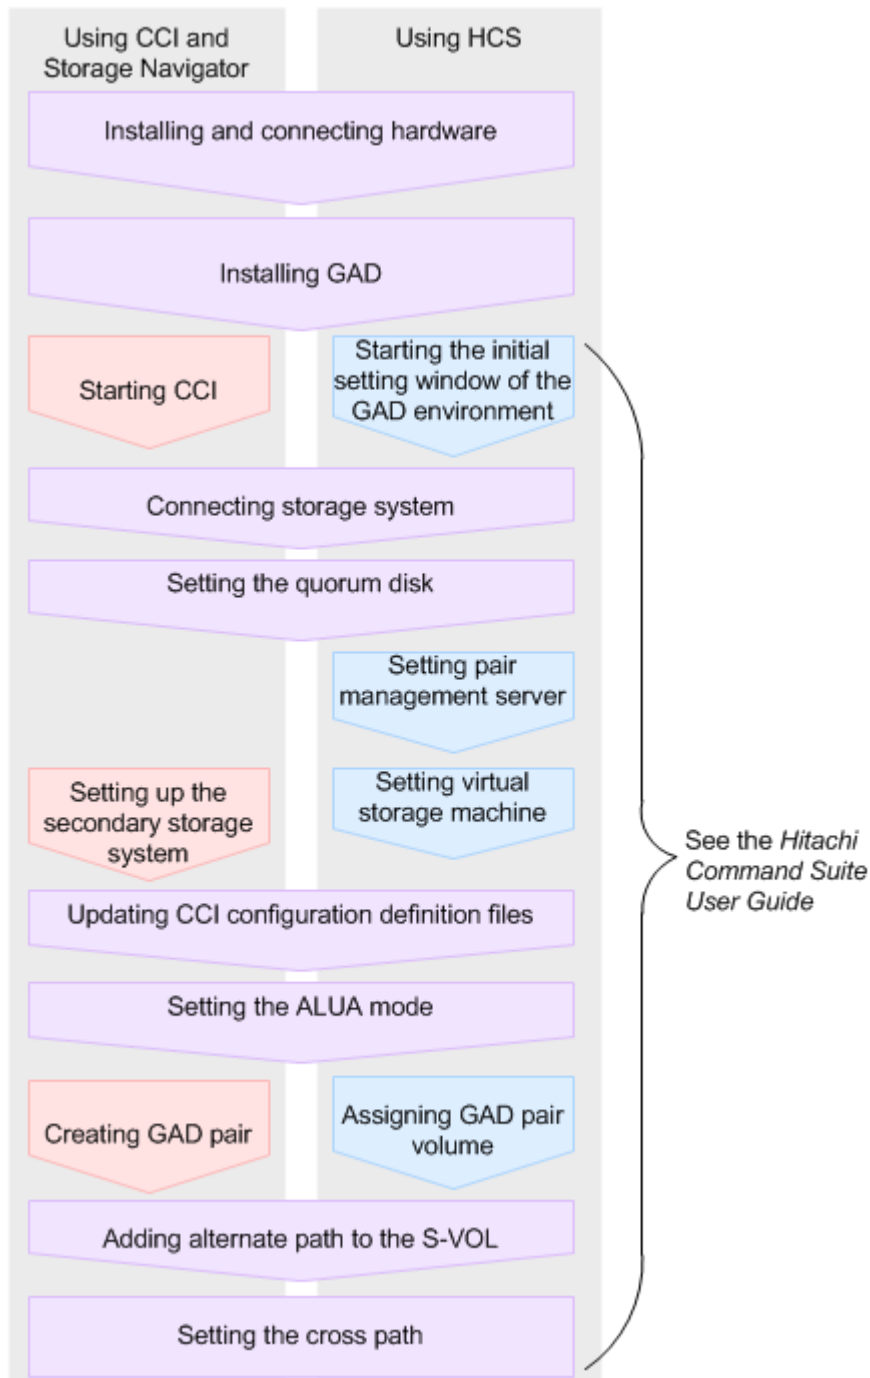 Using CCI and
Storage Navigator
Using HCS
Installing and connecting hardware
Installing GAD
Starting CCI
Starting the initial
setting window of the
GAD environment
Connecting storage system
Setting the quorum disk
Setting pair
management server
Setting up the
secondary storage
system
Setting virtual
storage machine
Updating CCI configuration definition files
Setting the ALUA mode
Creating GAD pair
Assigning GAD pair
volume
Adding alternate path to the S-VOL
Setting the cross path
See the Hitachi
Command Suite
User Guide